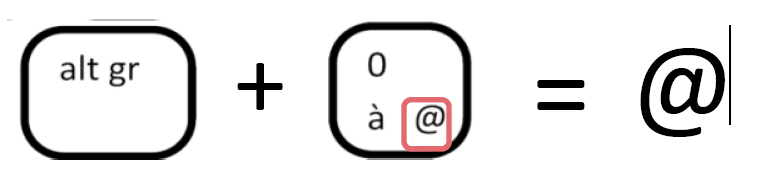 alt gr + 0 = @
à @